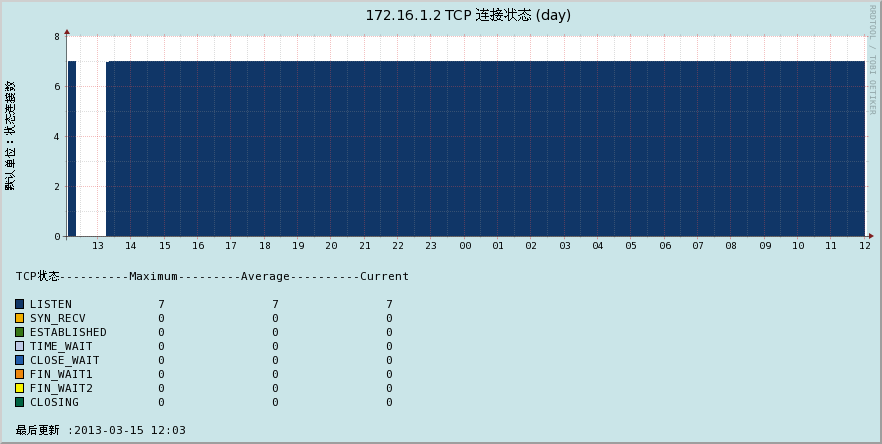 172.16.1.2 TCP 连接状态 (day)
RRDTOOL / TOBI OETIKER
默认单位：状态连接数
8
6
4
2
0
13 14 15 16 17 18 19 20 21 22 23 00 01 02 03 04 05 06 07 08 09 10 11 12
TCP状态----------Maximum---------Average----------Current
LISTEN 7 7 7
SYN_RECV 0 0 0
ESTABLISHED 0 0 0
TIME_WAIT 0 0 0
CLOSE_WAIT 0 0 0
FIN_WAIT1 0 0 0
FIN_WAIT2 0 0 0
CLOSING 0 0 0
最后更新 :2013-03-15 12:03